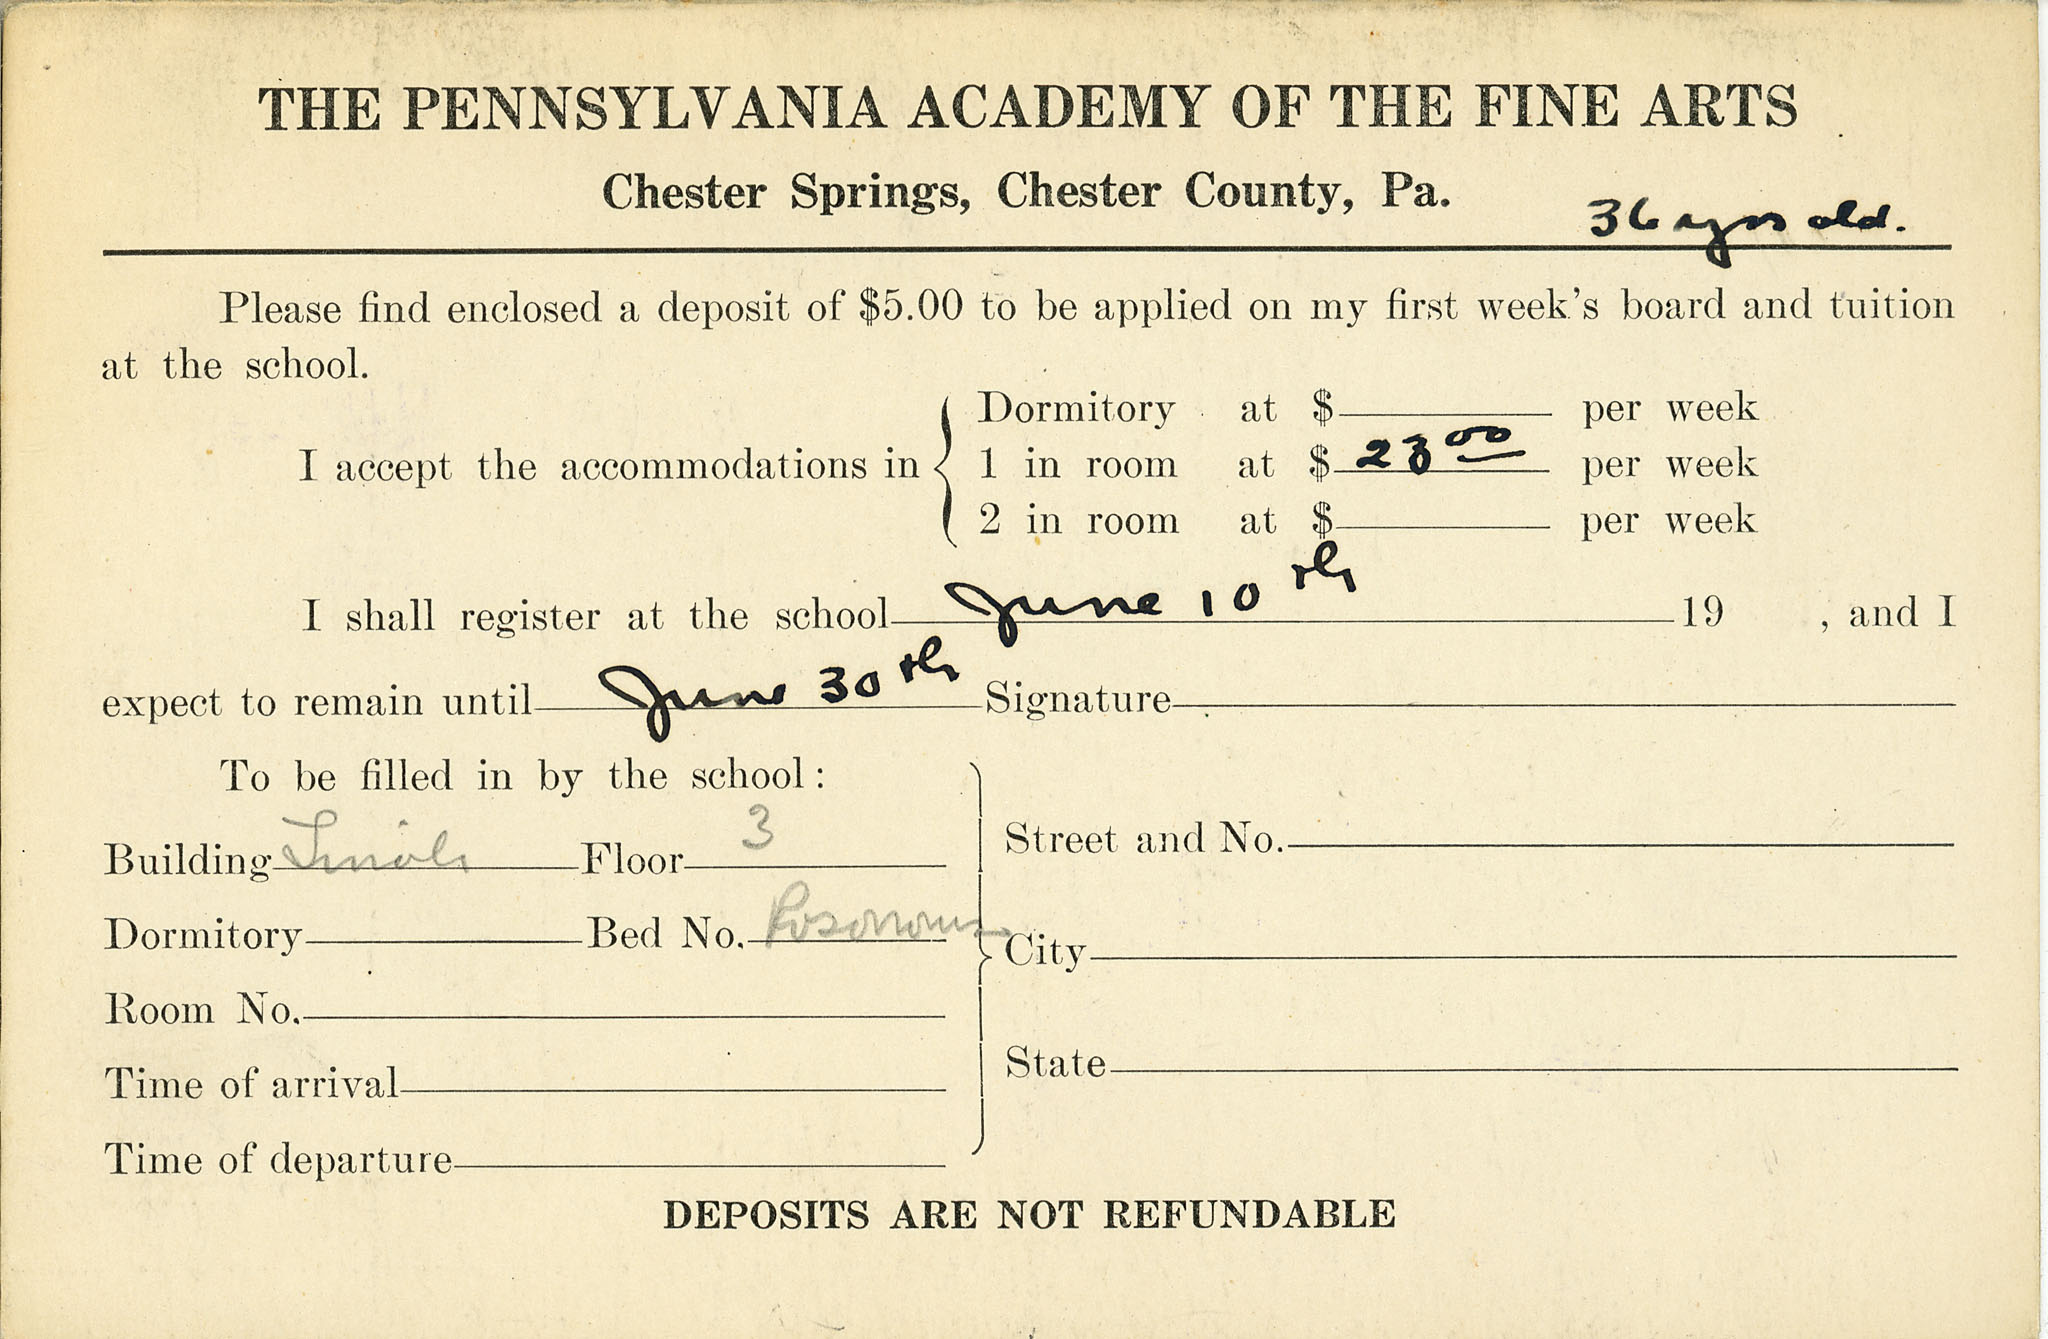 THE PENNSYLVANIA ACADEMY OF THE FINE ARTS
Chester Springs, Chester County, Pa.
36 yrs old.
Please find enclosed a deposit of $5.00 to be applied on my first week's board and tuition
at the school.
Dormitory at $ per week
I accept the accommodations in 1 in room at $ 23 00 per week
2 in room at $ per week
I shall register at the school June 10th 19 , and I
expect to remain until June 30th Signature
To be filled in by the school:
Building Floor 3
Street and No.
Dormitory Bed No.
City
Room No.
State
Time of arrival
Time of departure
DEPOSITS ARE NOT REFUNDABLE